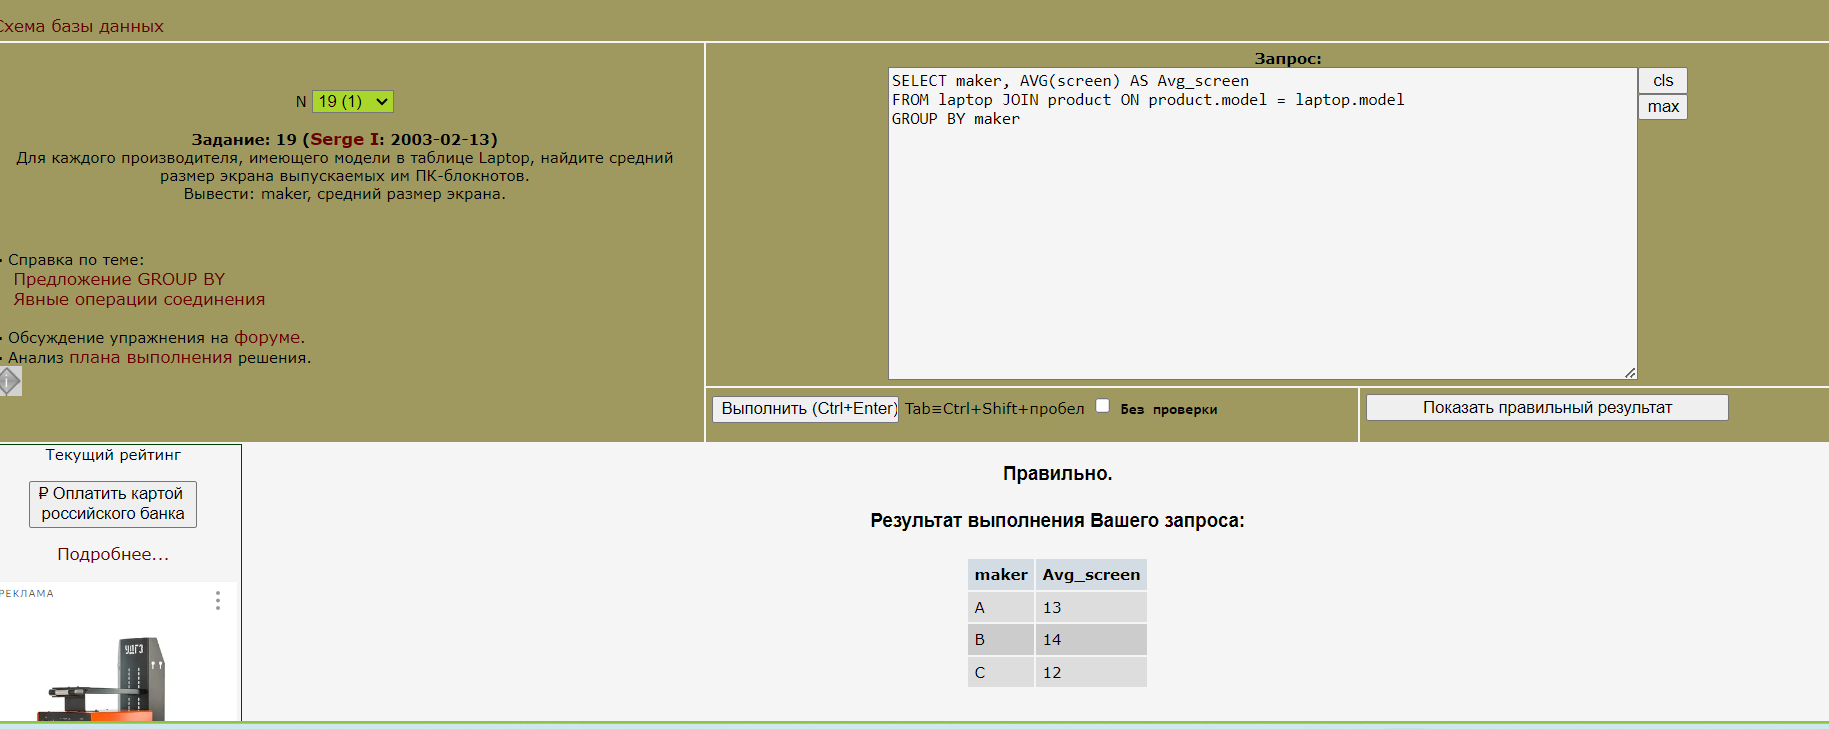 Схема базы данных
N 19 (1)
Задание: 19 (Serge I: 2003-02-13)
Для каждого производителя, имеющего модели в таблице Laptop, найдите средний
размер экрана выпускаемых им ПК-блокнотов.
Вывести: maker, средний размер экрана.
Справка по теме:
Предложение GROUP BY
Явные операции соединения
Обсуждение упражнения на форуме.
Анализ плана выполнения решения.
Запрос:
SELECT maker, AVG(screen) AS Avg_screen
FROM laptop JOIN product ON product.model = laptop.model
GROUP BY maker
cls
max
Выполнить (Ctrl+Enter) Tab≡Ctrl+Shift+пробел Без проверки
Показать правильный результат
Текущий рейтинг
₽ Оплатить картой
российского банка
Подробнее...
РЕКЛАМА
УДГЗ
Правильно.
Результат выполнения Вашего запроса:
maker Avg_screen
A 13
B 14
C 12